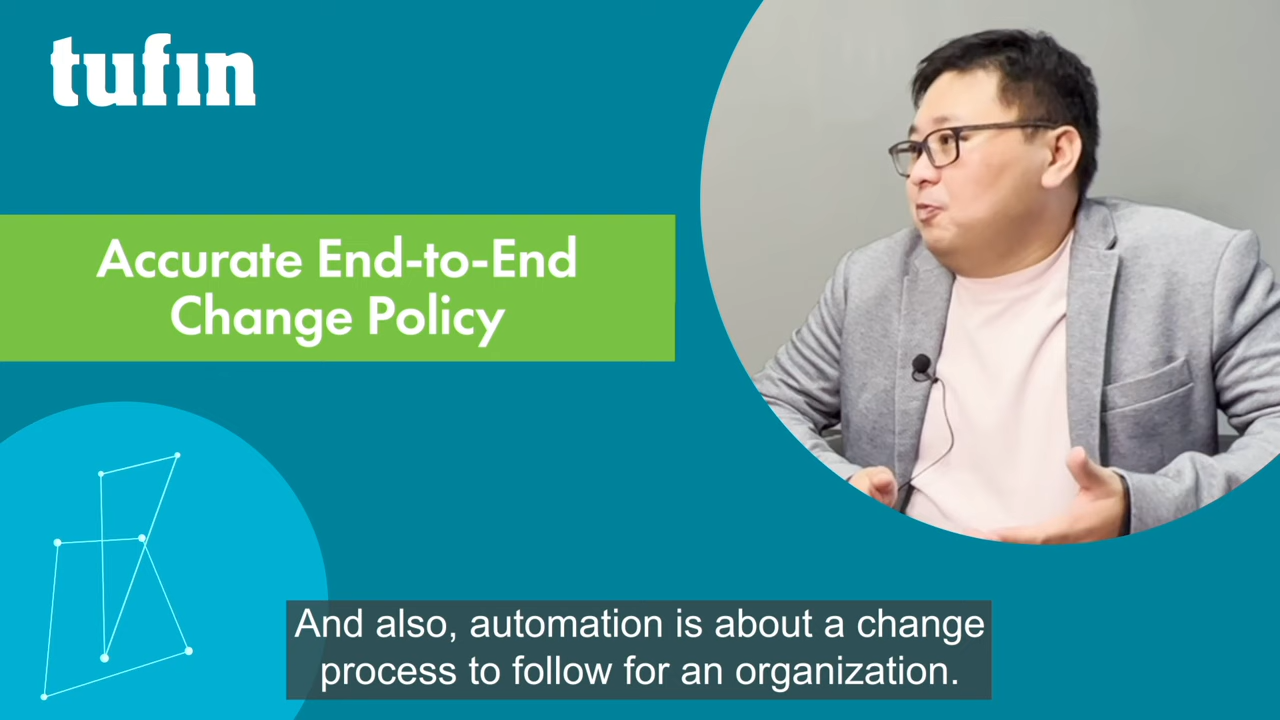 tufin
Accurate End-to-End
Change Policy
And also, automation is about a change
process to follow for an organization.